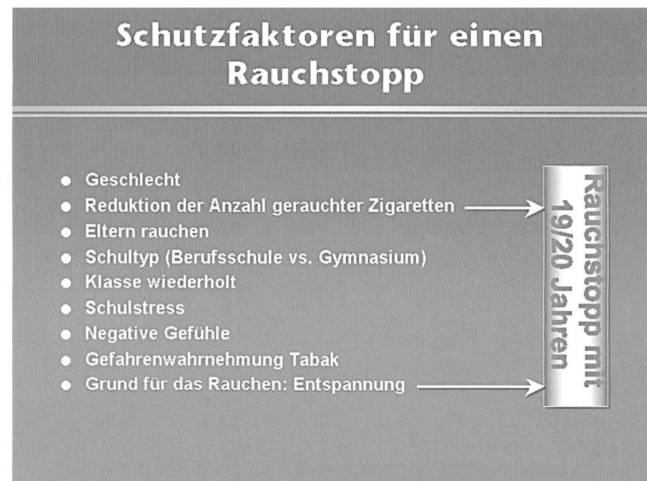 Schutzfaktoren für einen
Rauchstopp
Geschlecht
Reduktion der Anzahl gerauchter Zigaretten
Eltern rauchen
Schultyp (Berufsschule vs. Gymnasium)
Klasse wiederholt
Schulstress
Negative Gefühle
Gefahrenwahrnehmung Tabak
Grund für das Rauchen: Entspannung
Rauchstopp mit
19/20 Jahren